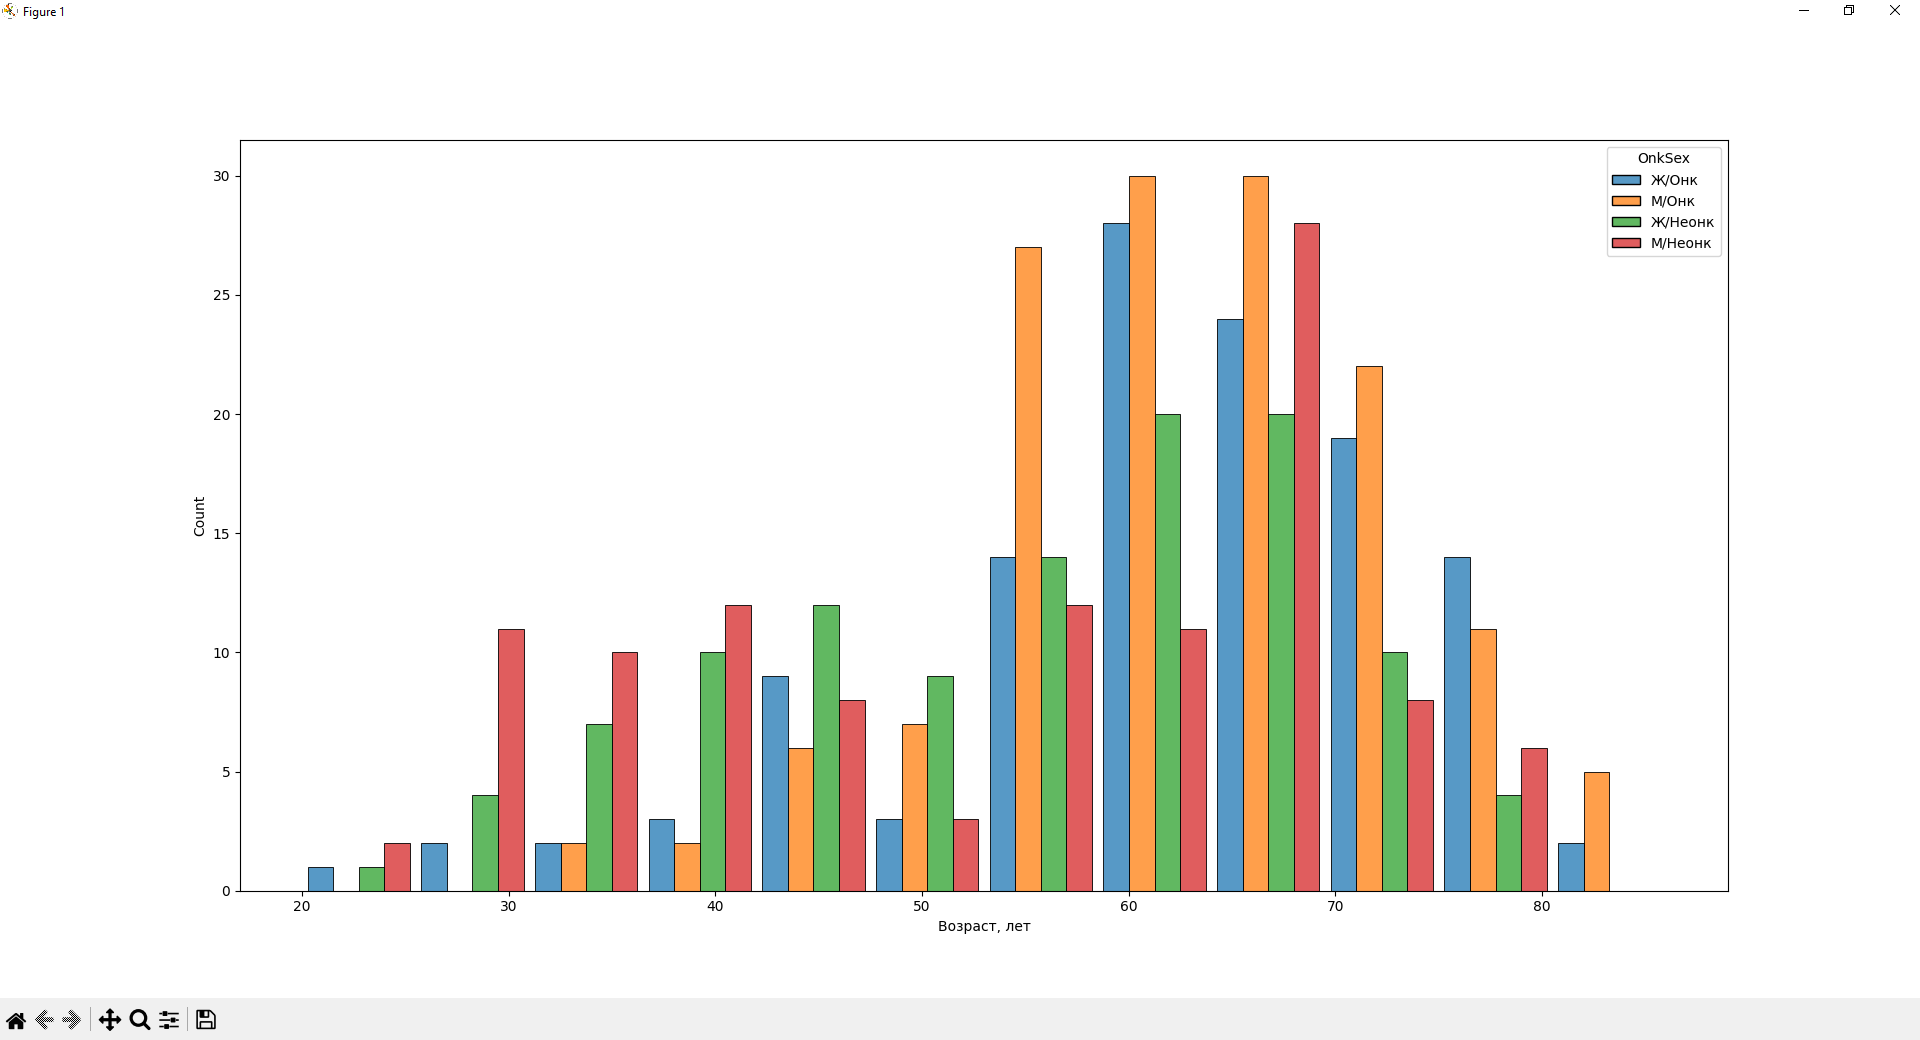 Figure 1
OnkSex
Ж/Онк
М/Онк
Ж/Неонк
М/Неонк
30
25
20
15
10
5
0
Count
20 30 40 50 60 70 80
Возраст, лет